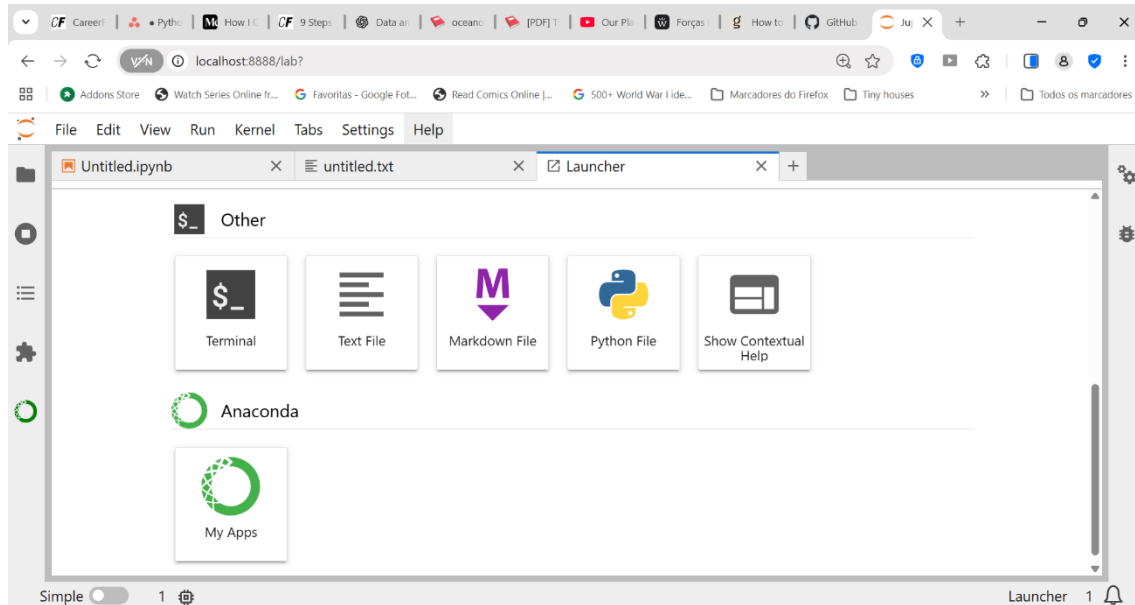 CF CareerF
Pytho
How I C
CF 9 Steps
Data an
oceano
[PDF] T
Our Pla
Forças
g How to
GitHub
Jup
V/N localhost:8888/lab?
Addons Store
Watch Series Online fr...
Favoritas - Google Fot...
Read Comics Online |...
500+ World War I ide...
Marcadores do Firefox
Tiny houses
»
Todos os marcadores
File Edit View Run Kernel Tabs Settings Help
Untitled.ipynb
untitled.txt
Launcher
$_ Other
$_
M
Terminal
Text File
Markdown File
Python File
Show Contextual
Help
Anaconda
My Apps
Simple 1 Launcher 1